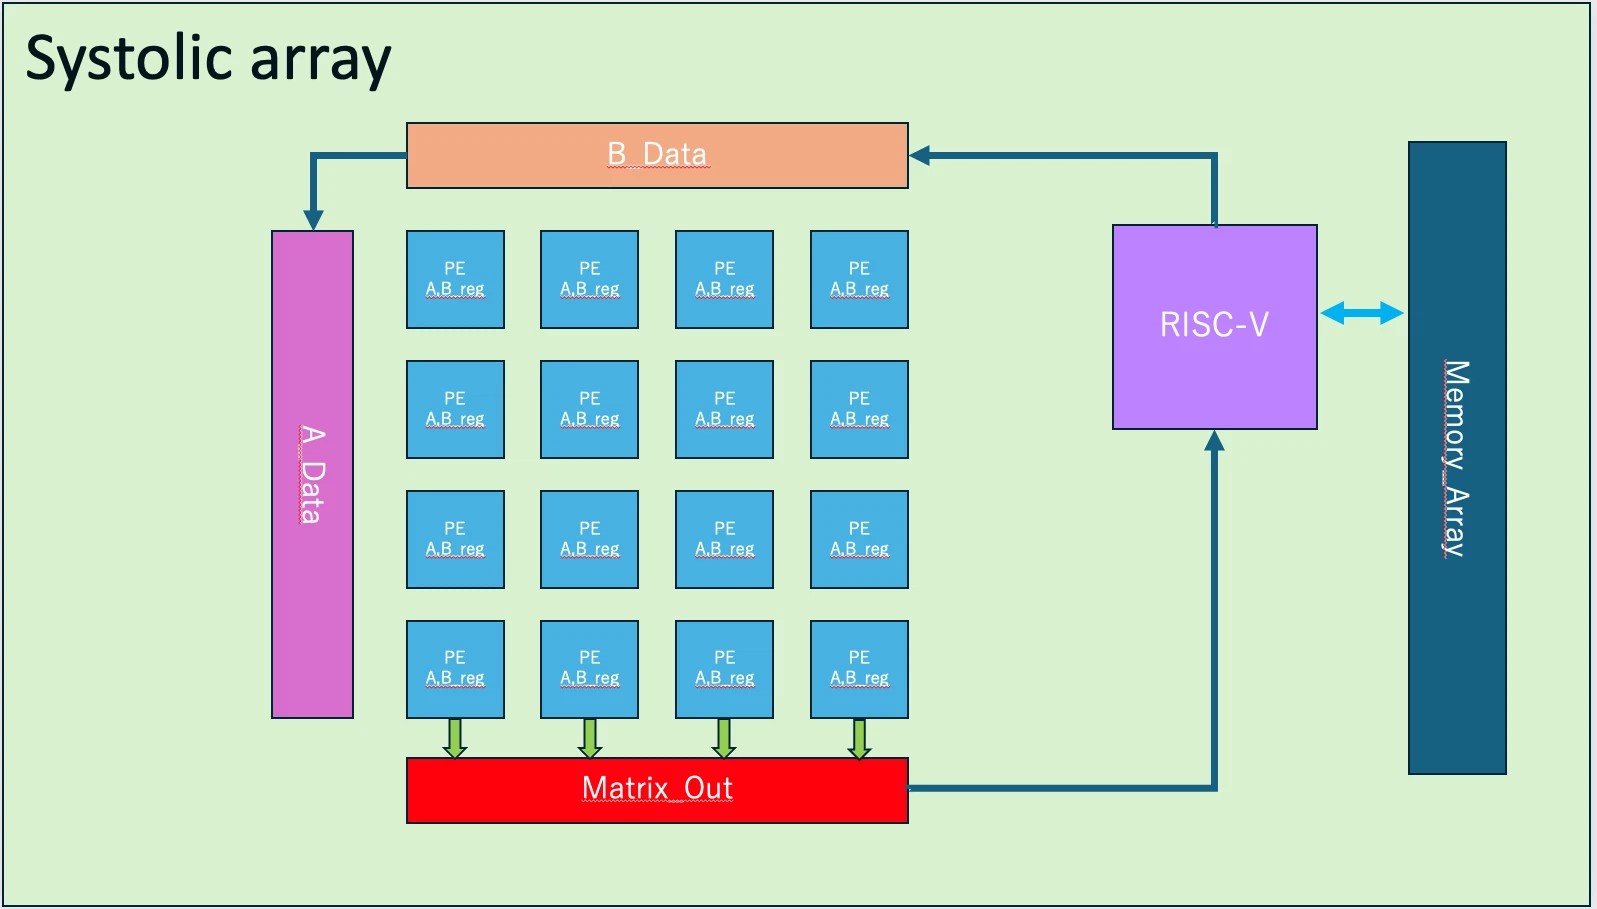 Systolic array
B_Data
PE
A,B_reg
PE
A,B_reg
PE
A,B_reg
PE
A,B_reg
RISC-V
PE
A,B_reg
PE
A,B_reg
PE
A,B_reg
PE
A,B_reg
A_Data
Memory_Array
PE
A,B_reg
PE
A,B_reg
PE
A,B_reg
PE
A,B_reg
PE
A,B_reg
PE
A,B_reg
PE
A,B_reg
PE
A,B_reg
Matrix_Out